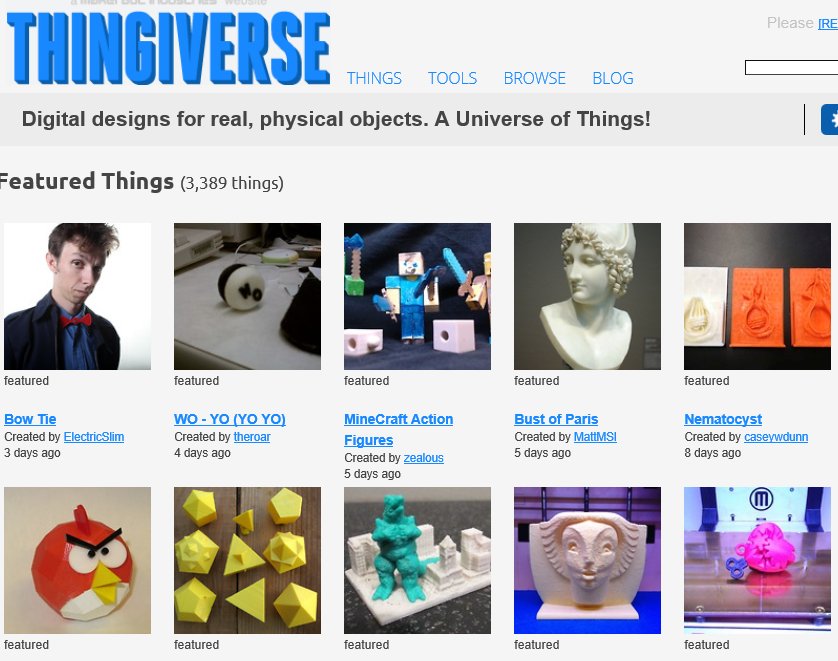 a MakerBot Industries website
THINGIVERSE
Please [RE
THINGS TOOLS BROWSE BLOG
Digital designs for real, physical objects. A Universe of Things!
Featured Things (3,389 things)
featured featured featured featured featured
Bow Tie
Created by ElectricSlim
3 days ago
WO - YO (YO YO)
Created by theroar
4 days ago
MineCraft Action
Figures
Created by zealous
5 days ago
Bust of Paris
Created by MattMSI
5 days ago
Nematocyst
Created by caseywdunn
8 days ago
M
featured featured featured featured featured